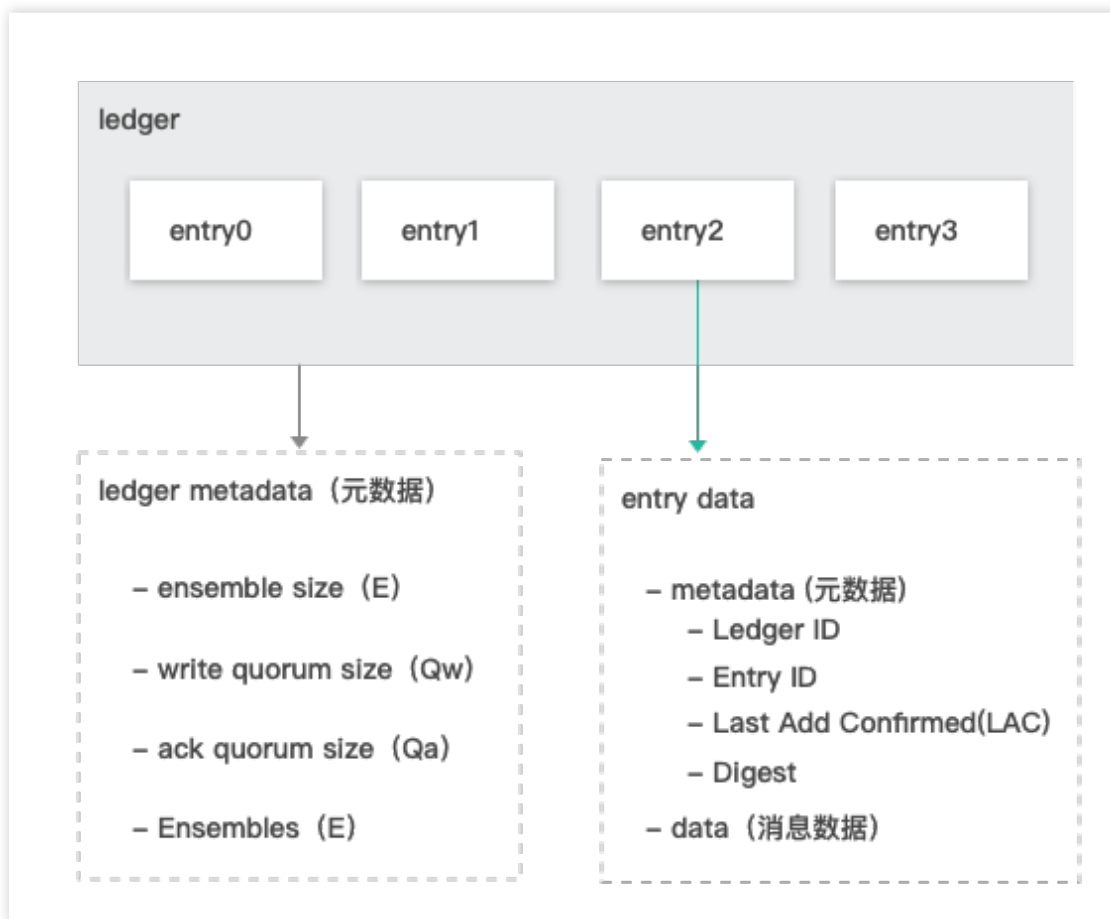 ledger
entry0
entry1
entry2
entry3
ledger metadata（元数据）
– ensemble size（E）
– write quorum size（Qw）
– ack quorum size（Qa）
– Ensembles（E）
entry data
– metadata (元数据)
– Ledger ID
– Entry ID
– Last Add Confirmed(LAC)
– Digest
– data（消息数据）